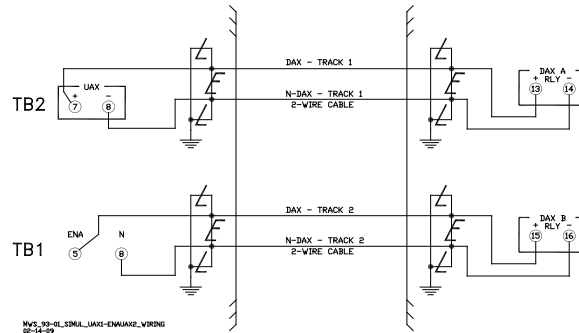 DAX - TRACK 1
N-DAX - TRACK 1
2-WIRE CABLE
TB2
UAX
+ -
7 8
DAX A
+ RLY -
13 14
DAX - TRACK 2
N-DAX - TRACK 2
2-WIRE CABLE
TB1
ENA N
5 8
DAX B
+ RLY -
15 16
MWS_93-01_SIMUL_UAX1-ENAUAX2_WIRING
02-14-09